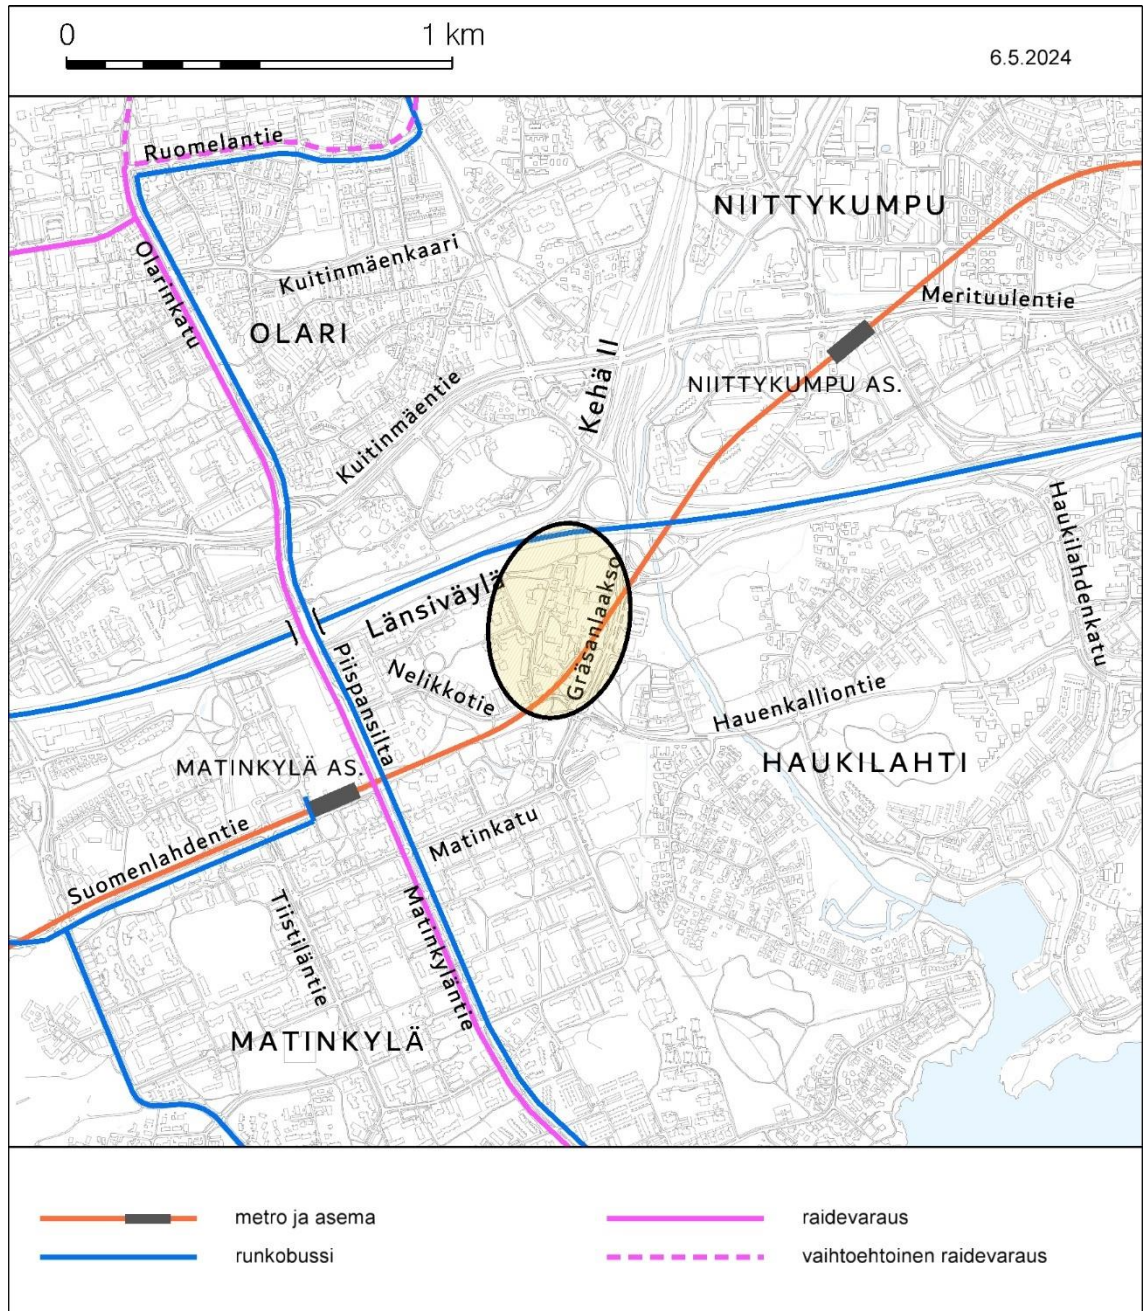 0 1 km
6.5.2024
Ruomelantie
NIITTYKUMPU
Kuitinmäenkaari
Olarinkatu
Merituulentie
OLARI
Kehä II
NIITTYKUMPU AS.
Kuitinmäentie
Haukilahdenkatu
Länsiväylä
Gräsanlaakso
Piispansilta
Nelikkotie
Hauenkalliontie
MATINKYLÄ AS.
HAUKILAHTI
Suomenlahdentie
Matinkatu
Tiistiläntie
Matinkyläntie
MATINKYLÄ
metro ja asema
raidevaraus
runkobussi
vaihtoehtoinen raidevaraus